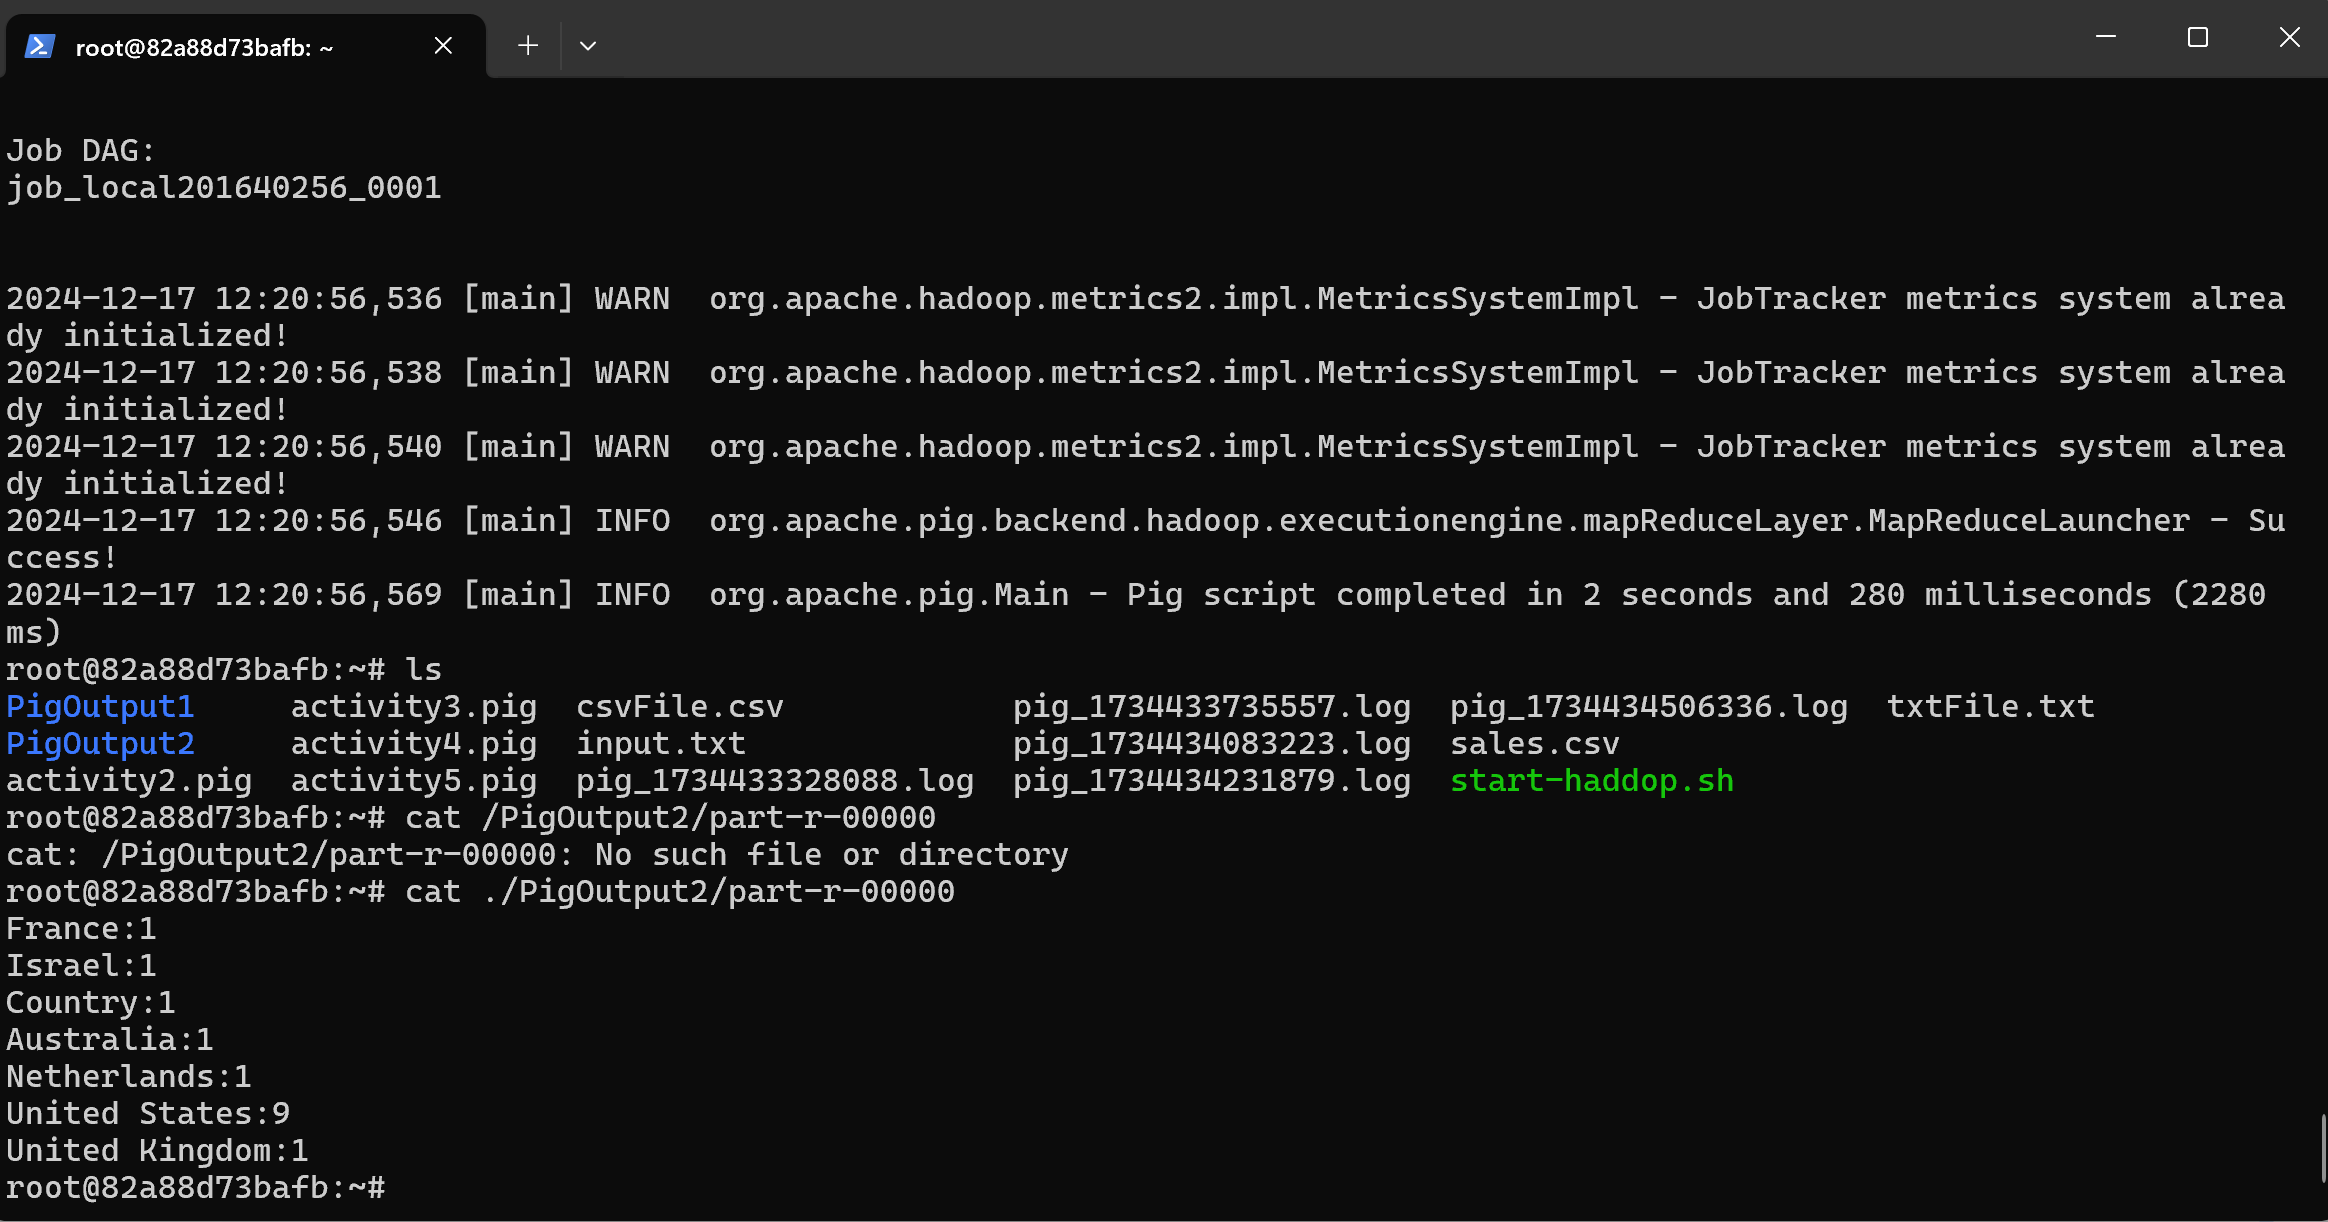 root@82a88d73bafb: ~
Job DAG:
job_local201640256_0001
2024-12-17 12:20:56,536 [main] WARN  org.apache.hadoop.metrics2.impl.MetricsSystemImpl - JobTracker metrics system alrea
dy initialized!
2024-12-17 12:20:56,538 [main] WARN  org.apache.hadoop.metrics2.impl.MetricsSystemImpl - JobTracker metrics system alrea
dy initialized!
2024-12-17 12:20:56,540 [main] WARN  org.apache.hadoop.metrics2.impl.MetricsSystemImpl - JobTracker metrics system alrea
dy initialized!
2024-12-17 12:20:56,546 [main] INFO  org.apache.pig.backend.hadoop.executionengine.mapReduceLayer.MapReduceLauncher - Su
ccess!
2024-12-17 12:20:56,569 [main] INFO  org.apache.pig.Main - Pig script completed in 2 seconds and 280 milliseconds (2280
ms)
root@82a88d73bafb:~# ls
PigOutput1     activity3.pig  csvFile.csv            pig_1734433735557.log  pig_1734434506336.log  txtFile.txt
PigOutput2     activity4.pig  input.txt              pig_1734434083223.log  sales.csv
activity2.pig  activity5.pig  pig_1734433328088.log  pig_1734434231879.log  start-haddop.sh
root@82a88d73bafb:~# cat /PigOutput2/part-r-00000
cat: /PigOutput2/part-r-00000: No such file or directory
root@82a88d73bafb:~# cat ./PigOutput2/part-r-00000
France:1
Israel:1
Country:1
Australia:1
Netherlands:1
United States:9
United Kingdom:1
root@82a88d73bafb:~#